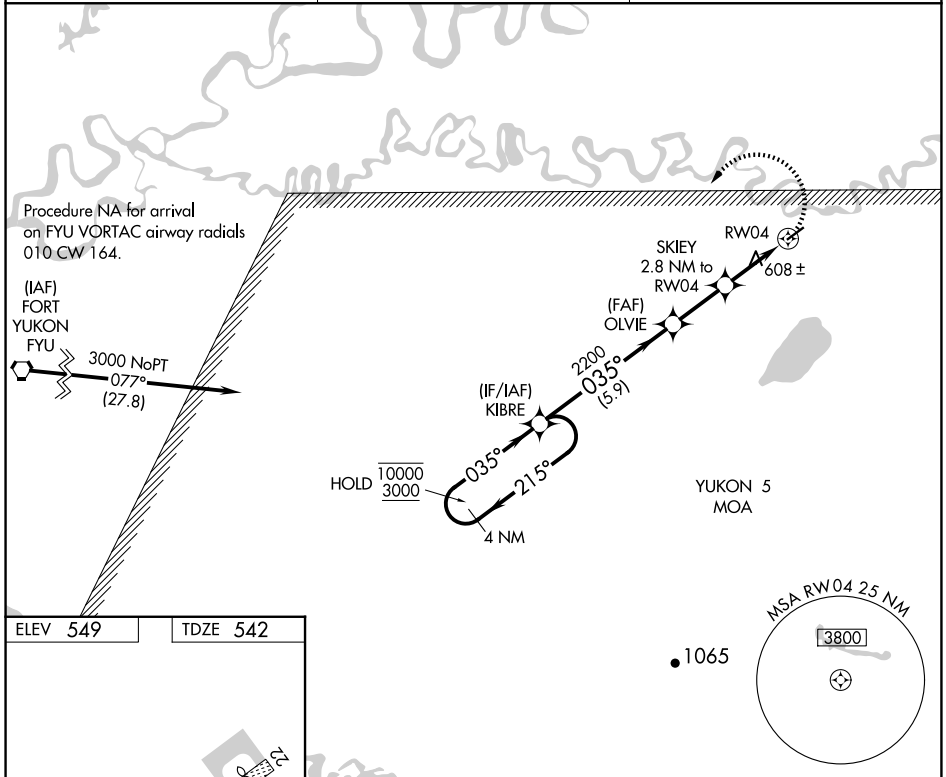 Procedure NA for arrival
on FYU VORTAC airway radials
010 CW 164.
(IAF)
FORT
YUKON
FYU
3000 NoPT
077°
(27.8)
RW04
SKIEY
2.8 NM to
RW04
608 ±
(FAF)
OLVIE
2200
035°
(5.9)
(IF/IAF)
KIBRE
035°
215°
HOLD
10000
3000
4 NM
YUKON 5
MOA
MSA RW04 25 NM
3800
1065
ELEV 549
TDZE 542
22